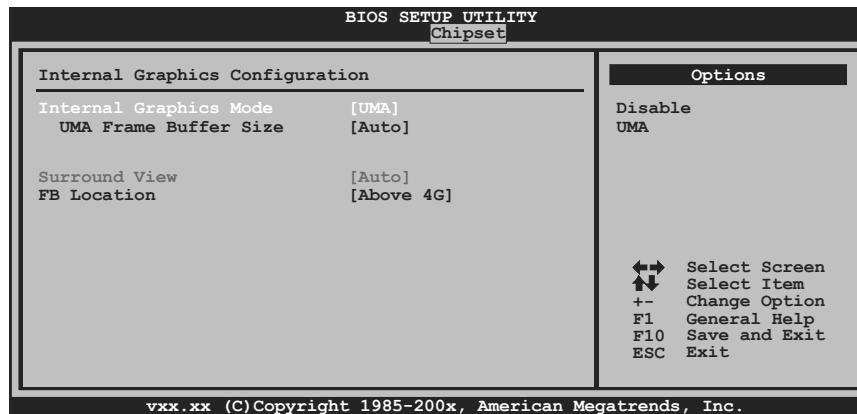 BIOS SETUP UTILITY
Chipset
Internal Graphics Configuration
Internal Graphics Mode [UMA]
UMA Frame Buffer Size [Auto]
Surround View [Auto]
FB Location [Above 4G]
Options
Disable
UMA
Select Screen
Select Item
+- Change Option
F1 General Help
F10 Save and Exit
ESC Exit
vxx.xx (C)Copyright 1985-200x, American Megatrends, Inc.